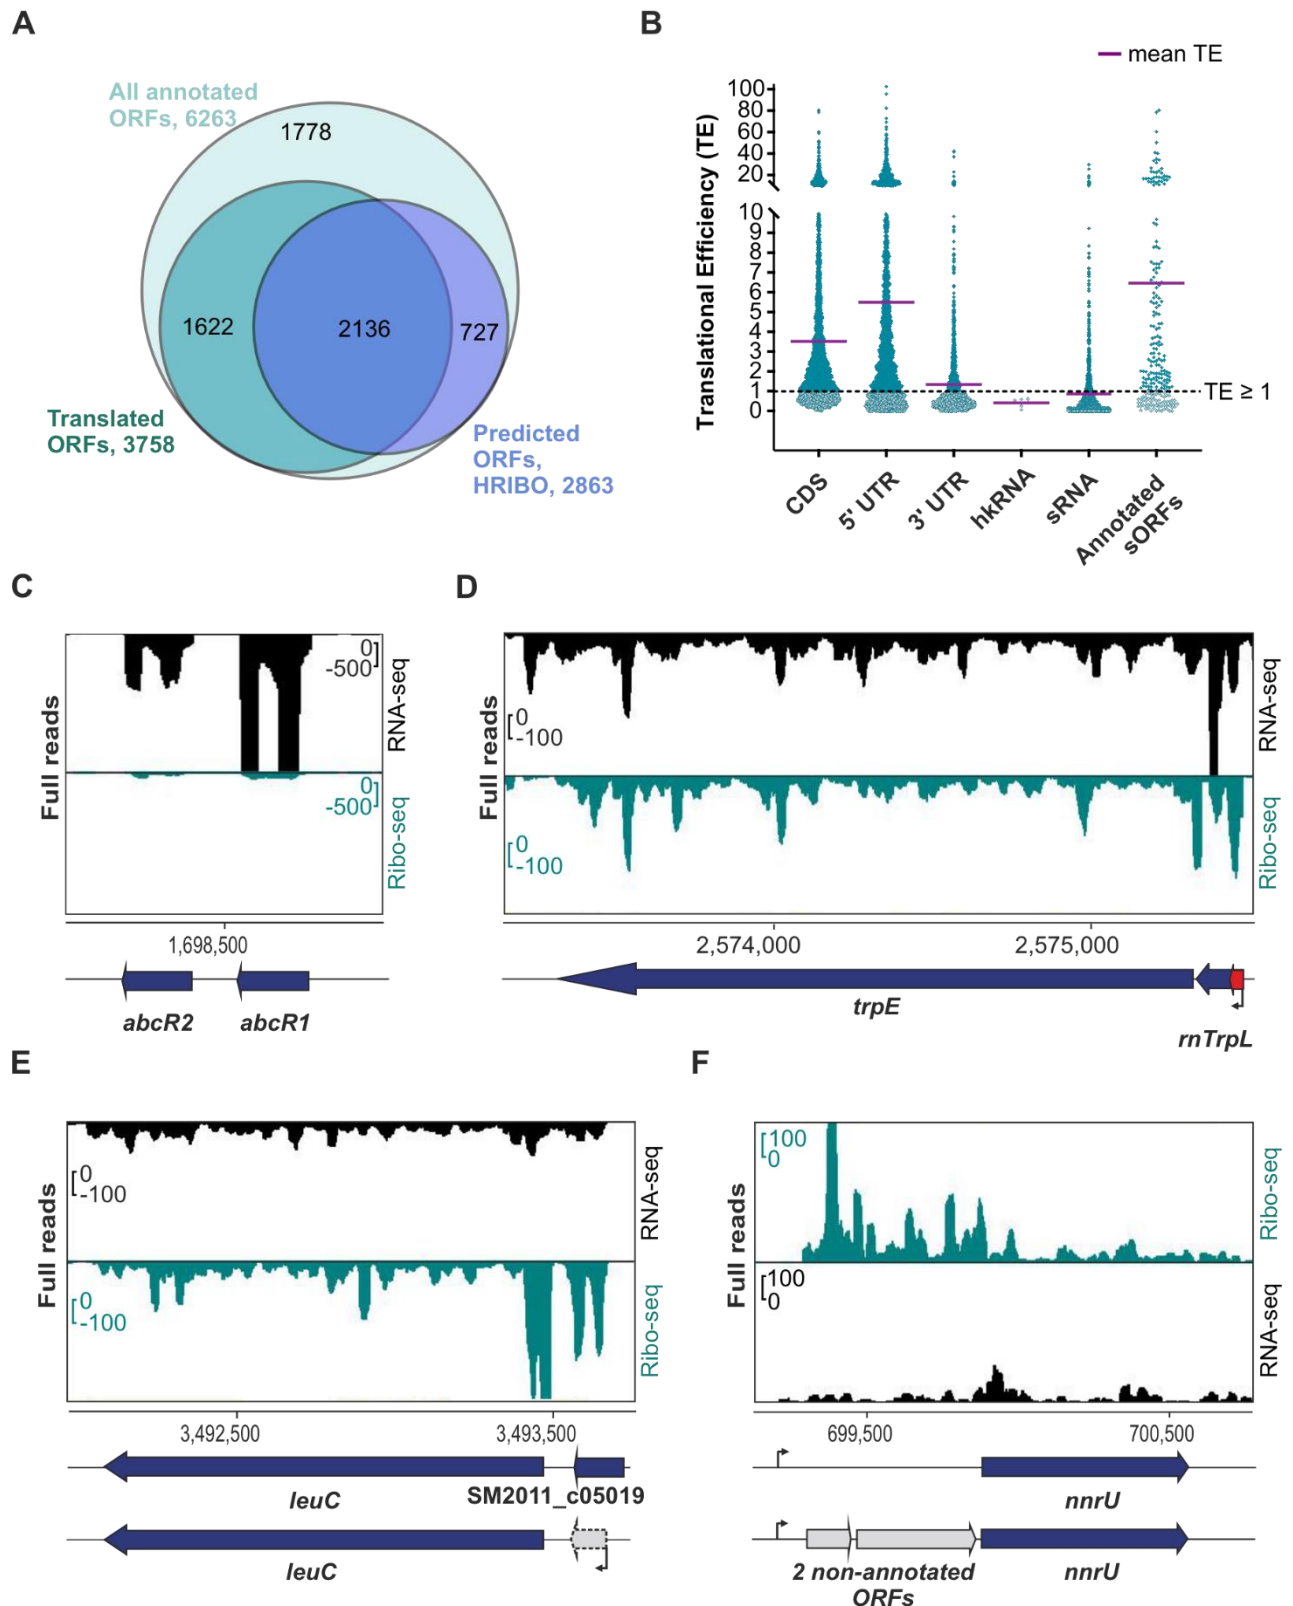 A
All annotated
ORFs, 6263
1778
1622
2136
727
Translated
ORFs, 3758
Predicted
ORFs,
HRIBO, 2863
B
mean TE
Translational Efficiency (TE)
100
80
60
40
20
10
9
8
7
6
5
4
3
2
1
0
TE ≥ 1
CDS
5' UTR
3' UTR
hkRNA
sRNA
Annotated
sORFs
C
Full reads
0
-500
RNA-seq
0
-500
Ribo-seq
1,698,500
abcR2
abcR1
D
Full reads
0
-100
RNA-seq
0
-100
Ribo-seq
2,574,000
2,575,000
trpE
rnTrpL
E
Full reads
0
-100
RNA-seq
0
-100
Ribo-seq
3,492,500
3,493,500
leuC
SM2011_c05019
leuC
F
Full reads
100
0
Ribo-seq
100
0
RNA-seq
699,500
700,500
nnrU
2 non-annotated
ORFs
nnrU